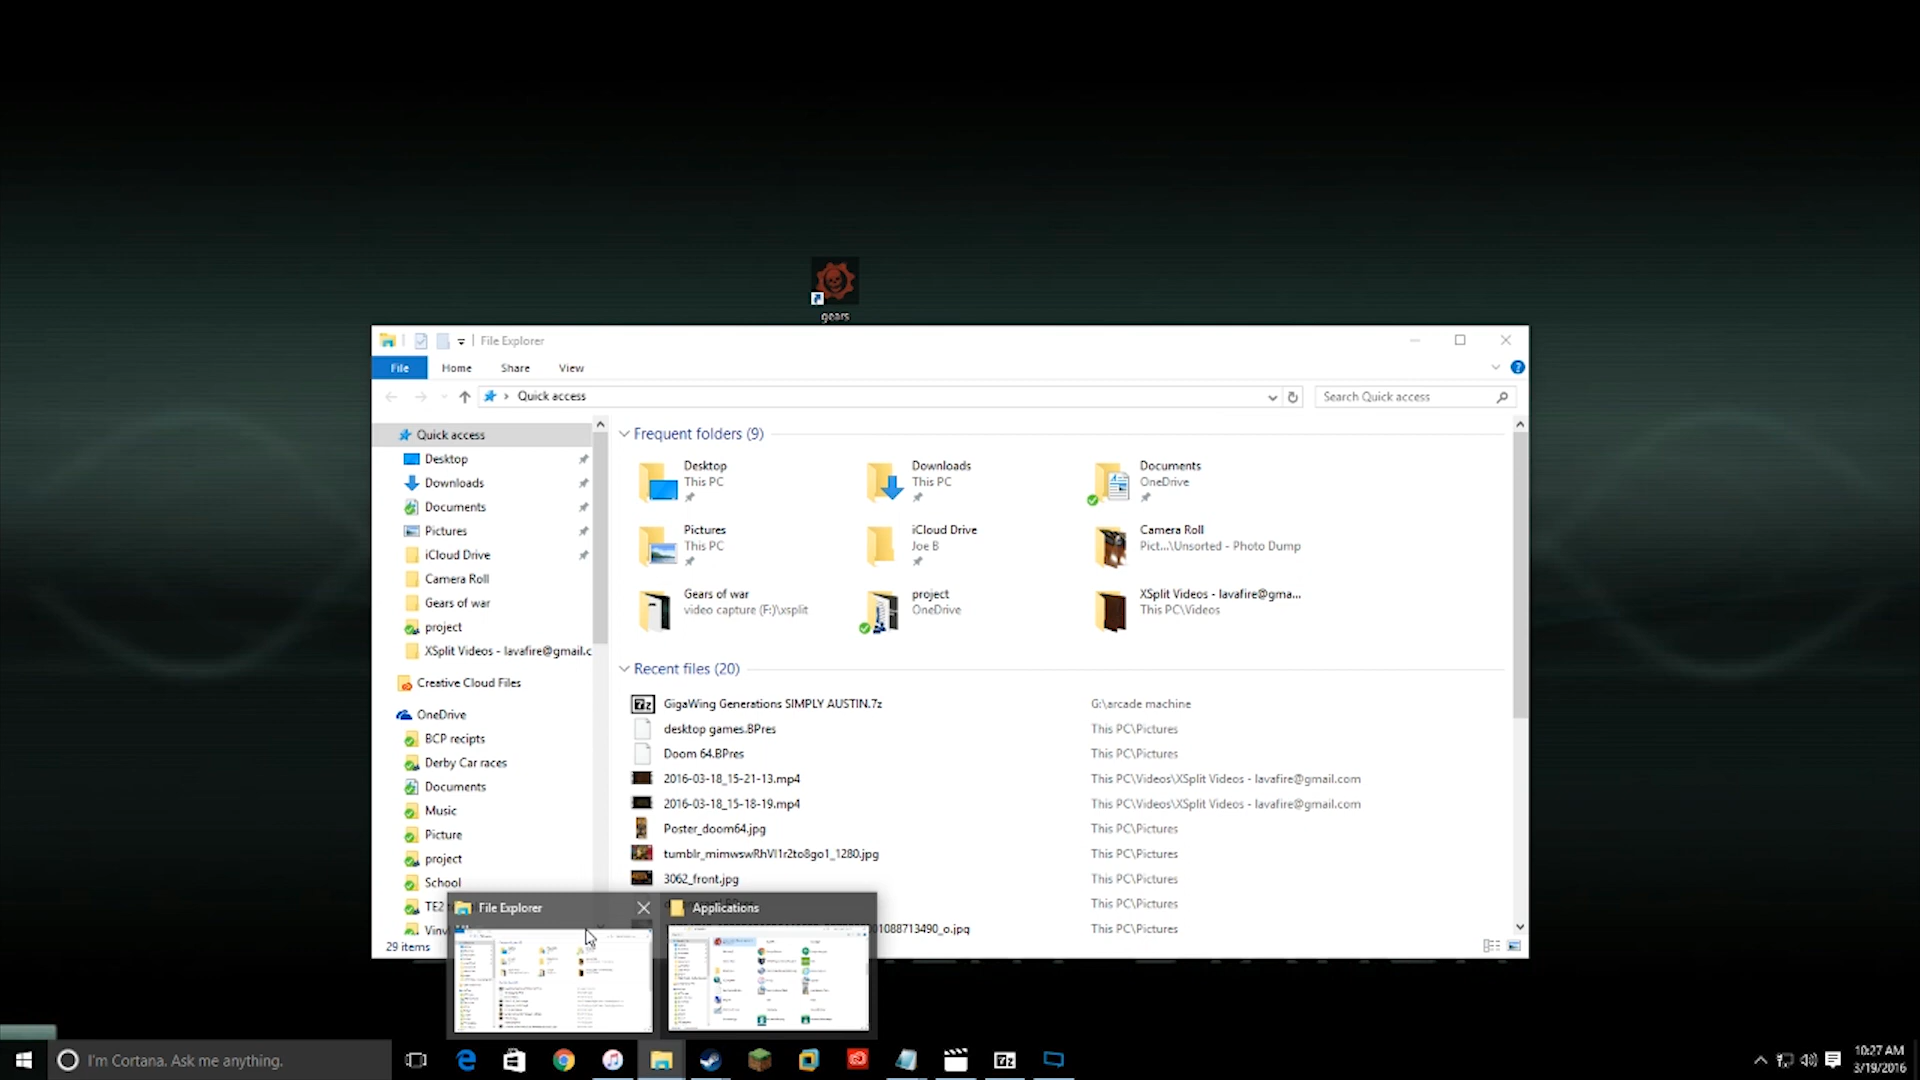 gears
File Explorer
File Home Share View
Quick access
Search Quick access
Quick access
Desktop
Downloads
Documents
Pictures
iCloud Drive
Camera Roll
Gears of war
project
XSplit Videos - lavafire@gmail.c
Creative Cloud Files
OneDrive
BCP recipts
Derby Car races
Documents
Music
Picture
project
School
TE2
Vinv
29 items
Frequent folders (9)
Desktop
This PC
Downloads
This PC
Documents
OneDrive
Pictures
This PC
iCloud Drive
Joe B
Camera Roll
Pict...\Unsorted - Photo Dump
Gears of war
video capture (F:)\xsplit
project
OneDrive
XSplit Videos - lavafire@gma...
This PC\Videos
Recent files (20)
GigaWing Generations SIMPLY AUSTIN.7z G:\arcade machine
desktop games.BPres This PC\Pictures
Doom 64.BPres This PC\Pictures
2016-03-18_15-21-13.mp4 This PC\Videos\XSplit Videos - lavafire@gmail.com
2016-03-18_15-18-19.mp4 This PC\Videos\XSplit Videos - lavafire@gmail.com
Poster_doom64.jpg This PC\Pictures
tumblr_mimwswRhVl1r2to8go1_1280.jpg This PC\Pictures
3062_front.jpg This PC\Pictures
This PC\Pictures
001088713490_o.jpg This PC\Pictures
File Explorer
Applications
I'm Cortana. Ask me anything.
7z
10:27 AM
3/19/2016